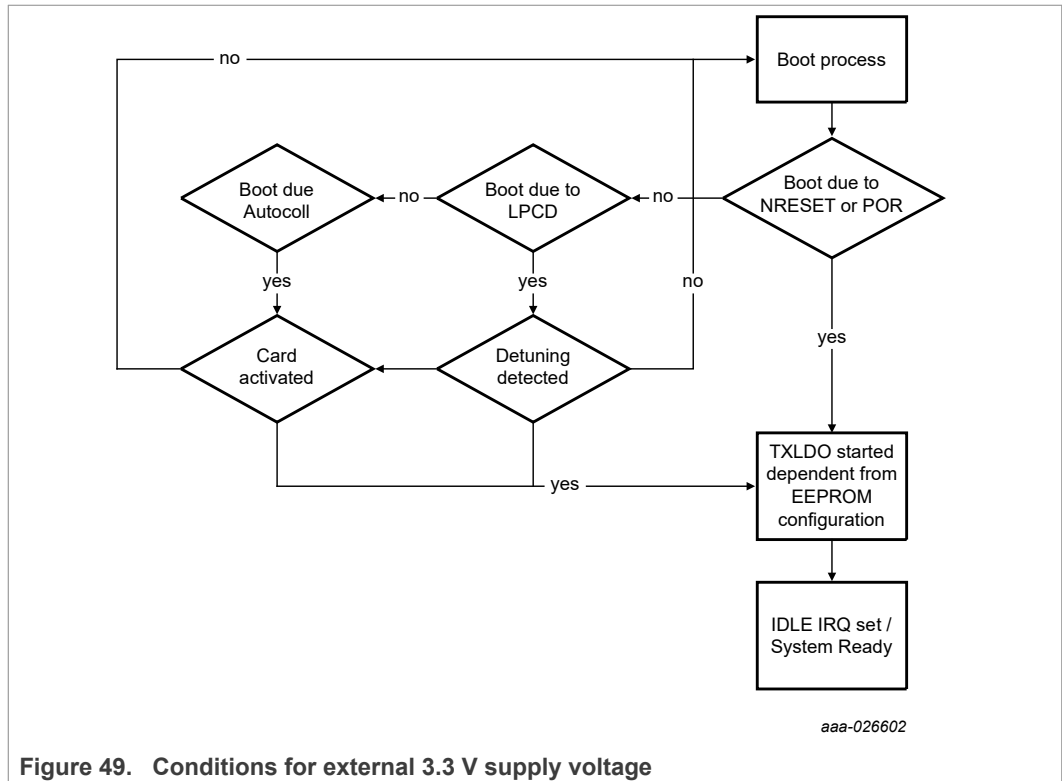 no
Boot process
Boot due
Autocoll
no
Boot due to
LPCD
no
Boot due to
NRESET or POR
yes
yes
no
yes
Card
activated
Detuning
detected
TXLDO started
dependent from
EEPROM
configuration
yes
IDLE IRQ set /
System Ready
aaa-026602
Figure 49. Conditions for external 3.3 V supply voltage